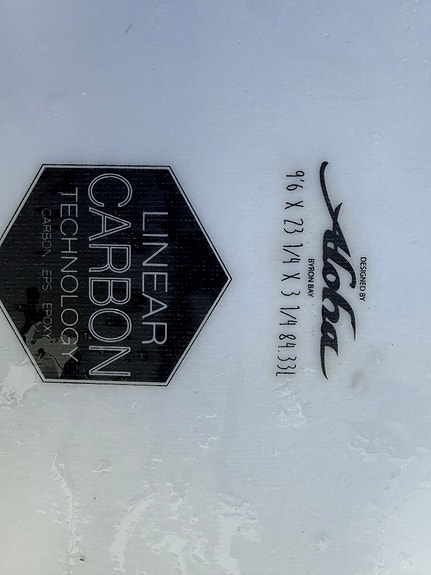 DESIGNED BY
Aloha
BYRON BAY
9'6 X 23 1/4 X 3 1/4 84.33L
LINEAR
CARBON
TECHNOLOGY
CARBON EPS EPOXY